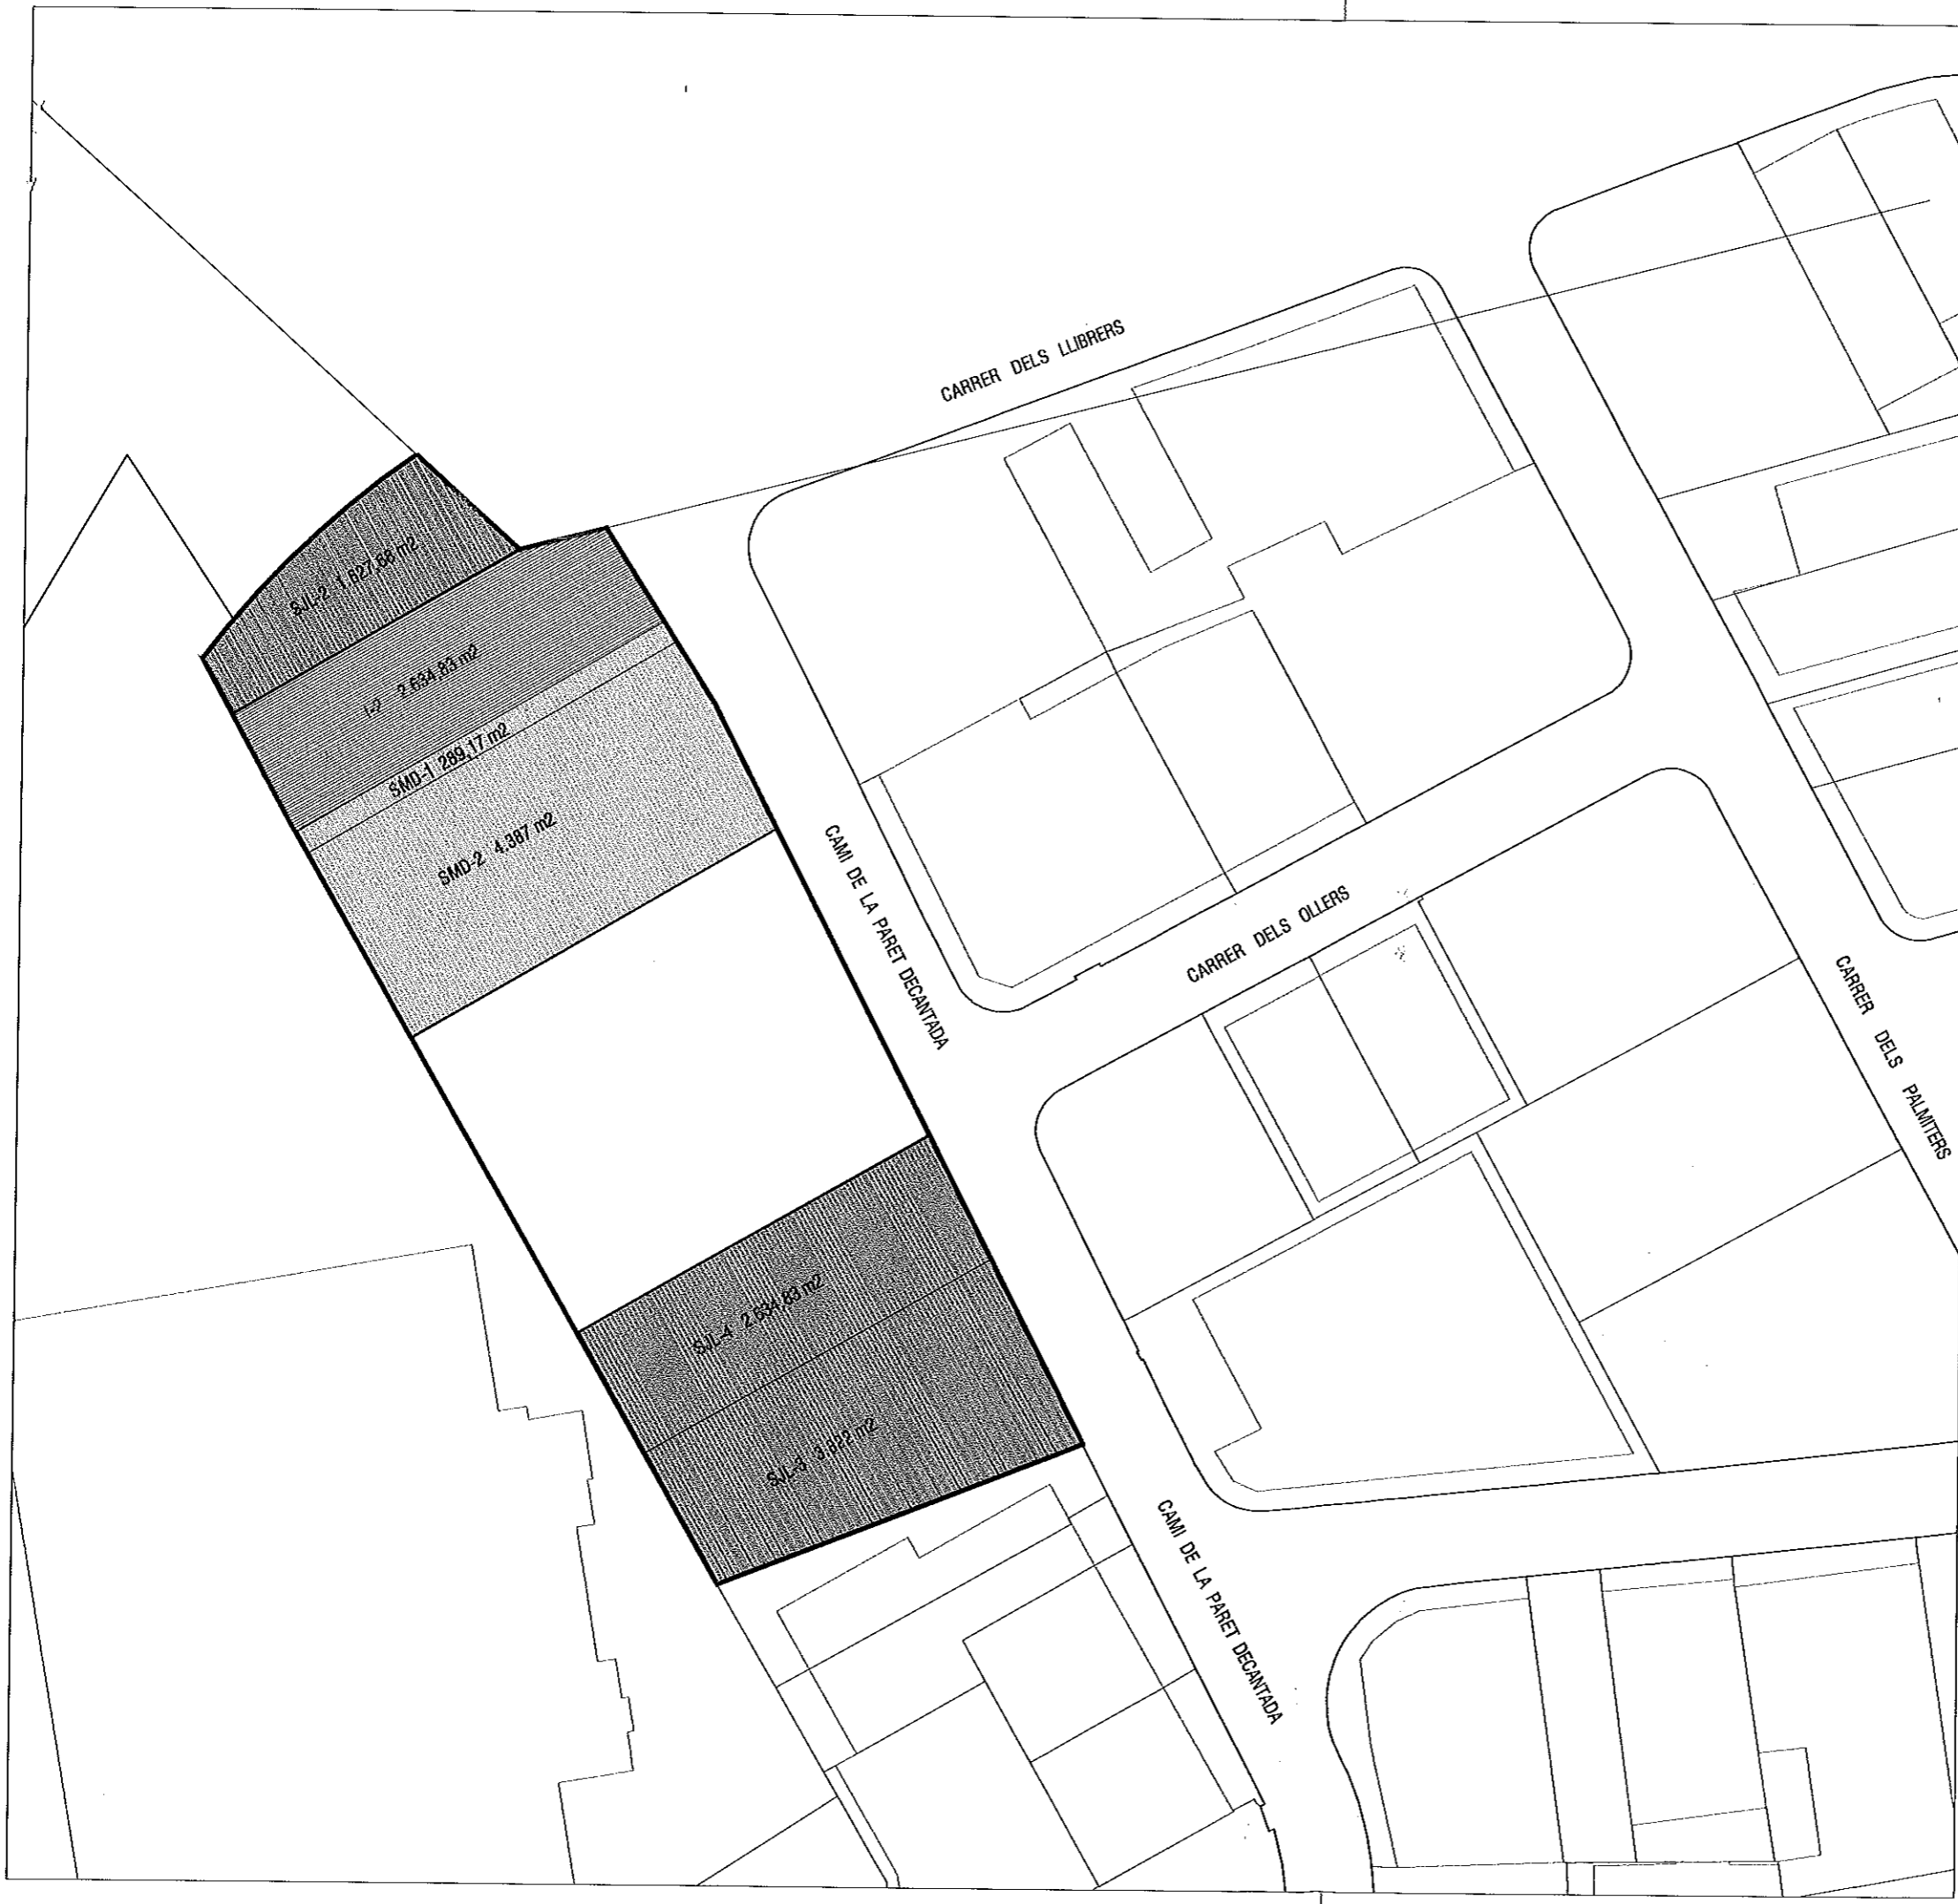 CARRER DELS LLIBRERS
SJL-2 1.627,68 m2
I-2 2.634,83 m2
SMD-1 289,17 m2
SMD-2 4.387 m2
CAMI DE LA PARET DECANTADA
CARRER DELS OLLERS
CARRER DELS PALMITERS
SJL-4 2.634,83 m2
SJL-3 3.822 m2
CAMI DE LA PARET DECANTADA